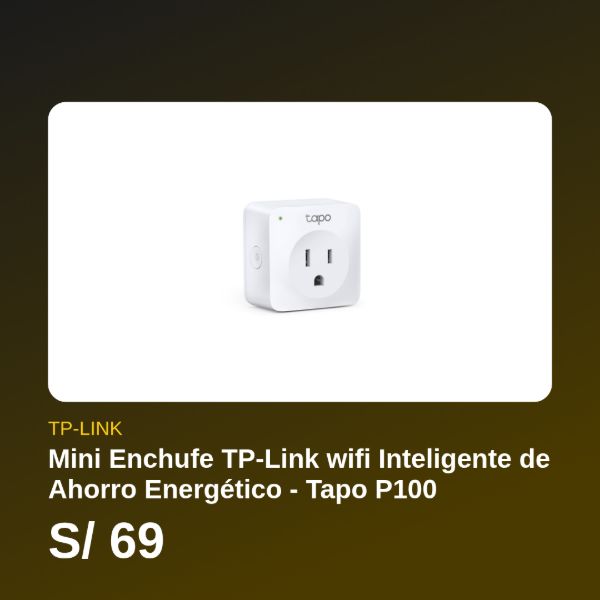 tapo
TP-LINK
Mini Enchufe TP-Link wifi Inteligente de
Ahorro Energético - Tapo P100
S/ 69